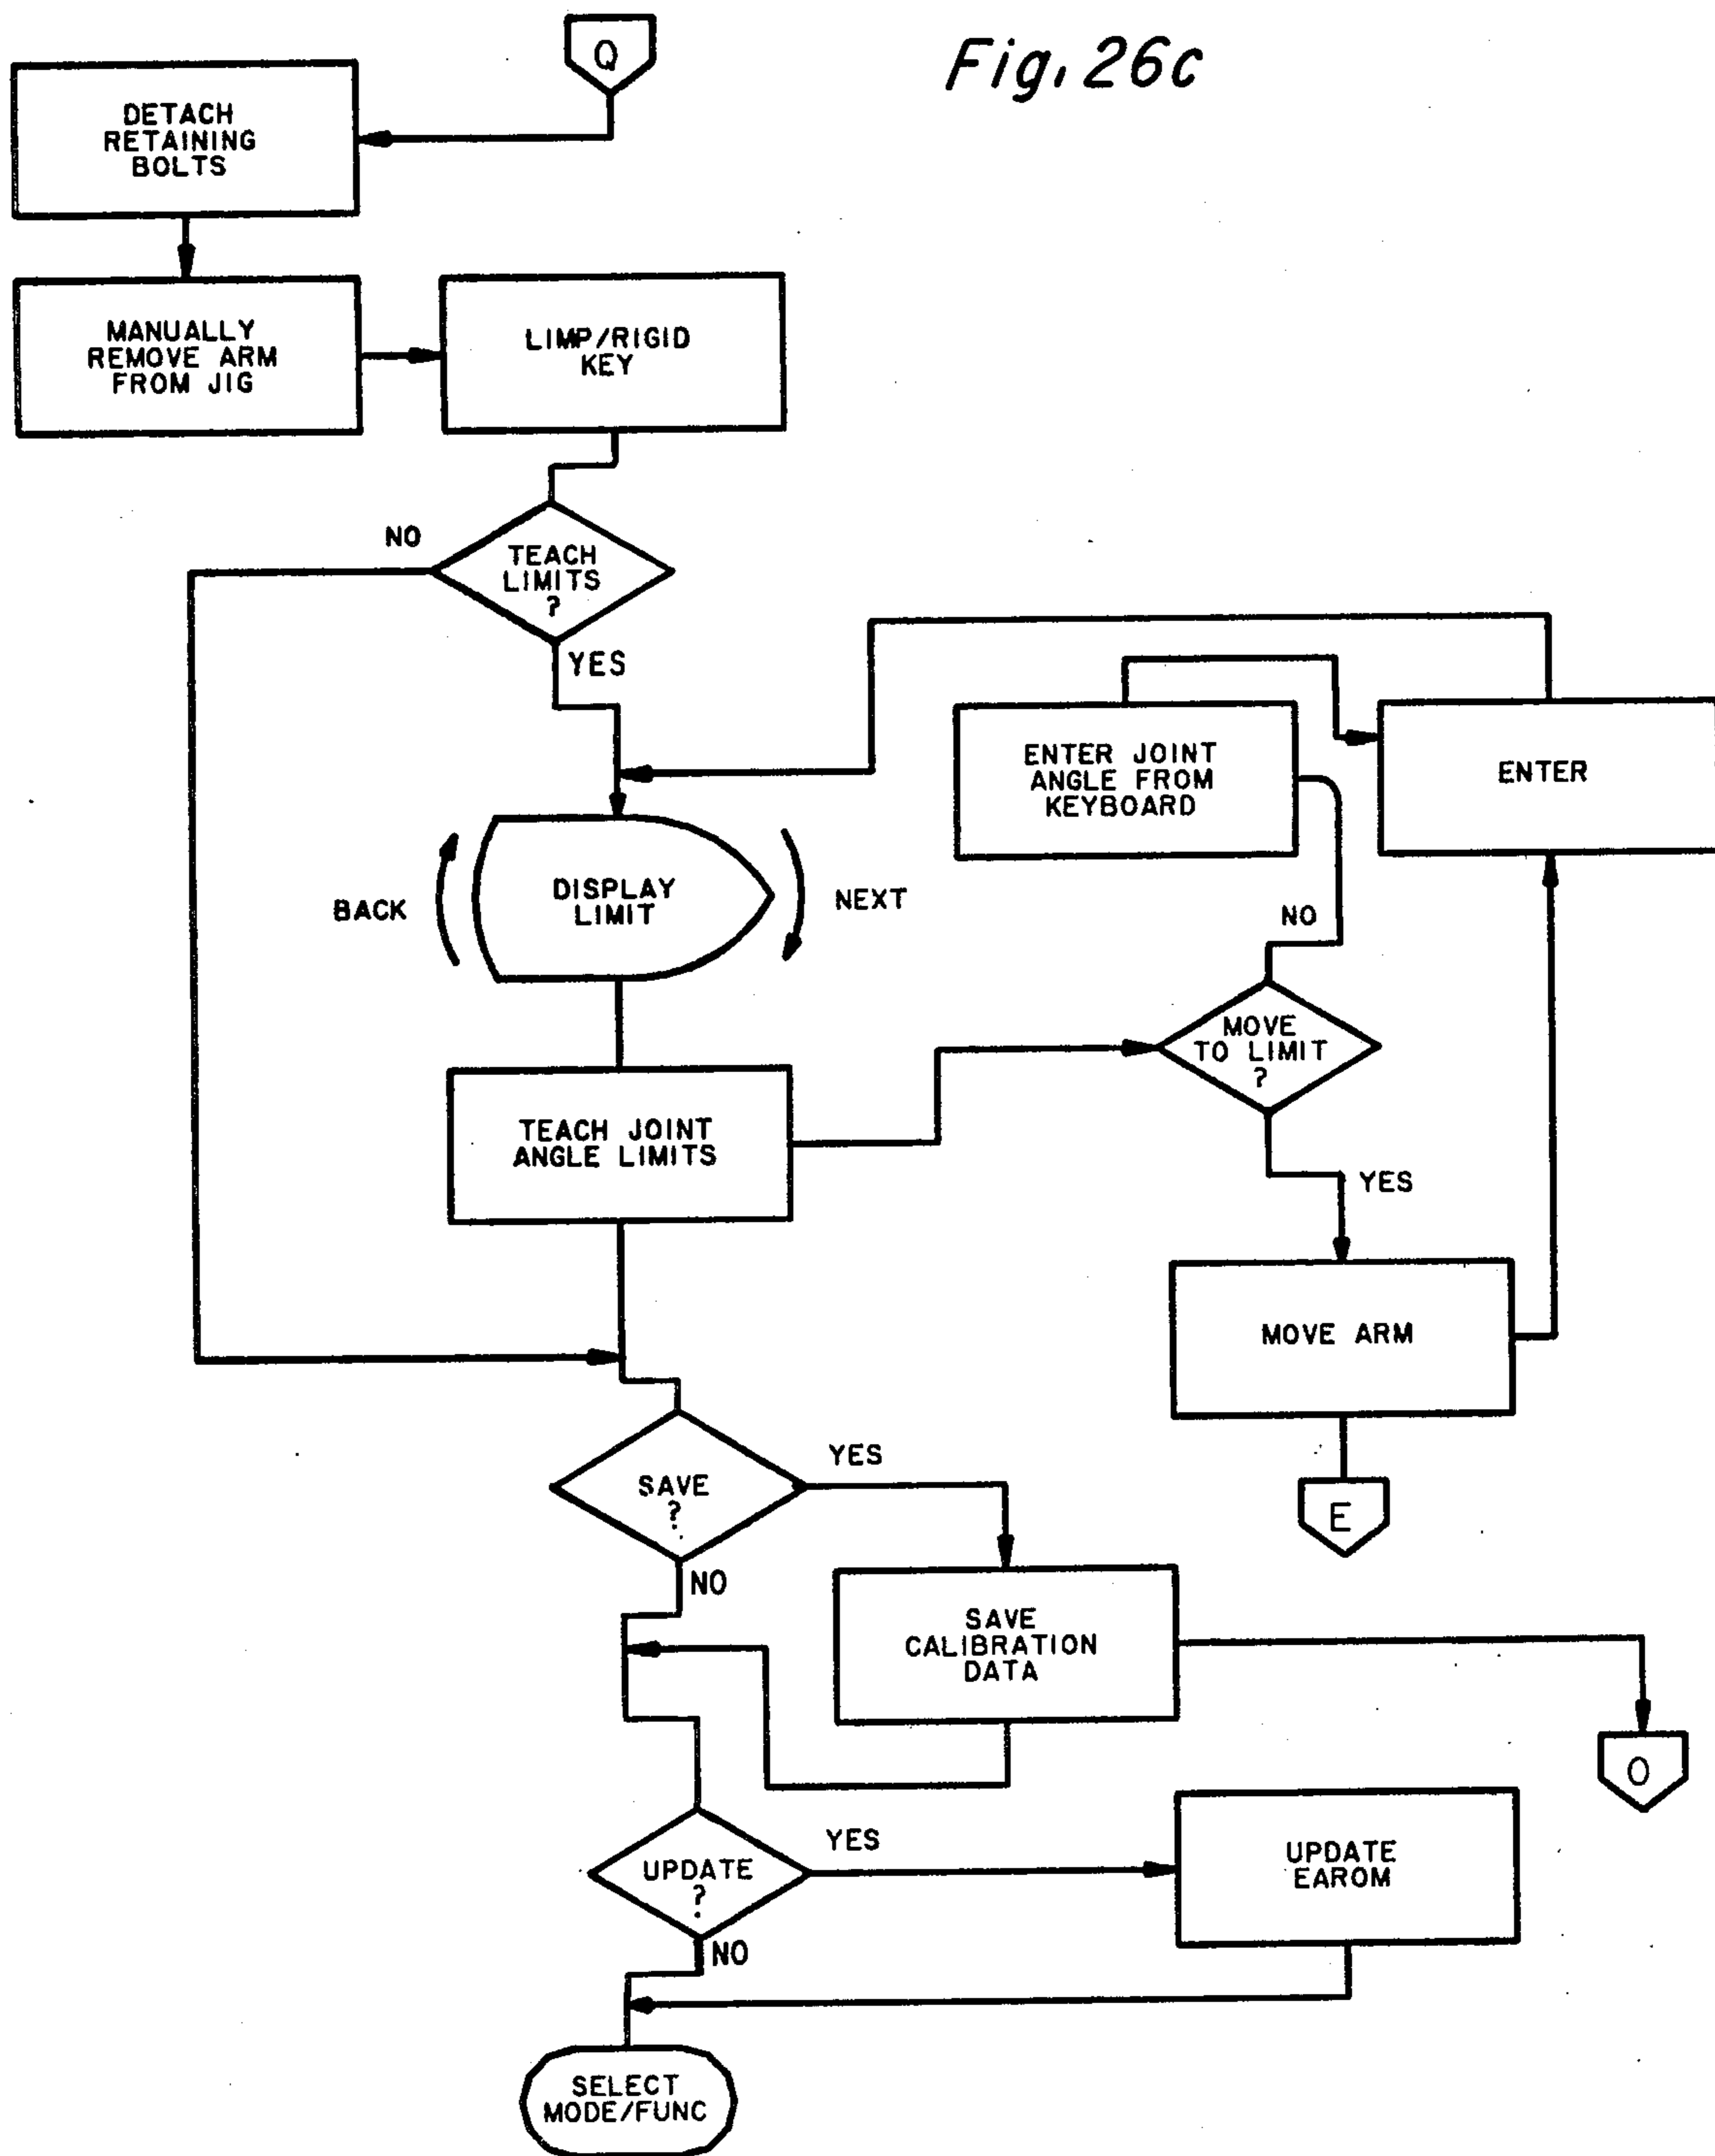 Fig. 26c
Q
DETACH
RETAINING
BOLTS
MANUALLY
REMOVE ARM
FROM JIG
LIMP/RIGID
KEY
NO
TEACH
LIMITS
?
YES
ENTER JOINT
ANGLE FROM
KEYBOARD
ENTER
BACK
DISPLAY
LIMIT
NEXT
NO
MOVE
TO LIMIT
?
TEACH JOINT
ANGLE LIMITS
YES
MOVE ARM
E
SAVE
?
YES
NO
SAVE
CALIBRATION
DATA
O
UPDATE
?
YES
UPDATE
EAROM
NO
SELECT
MODE/FUNC